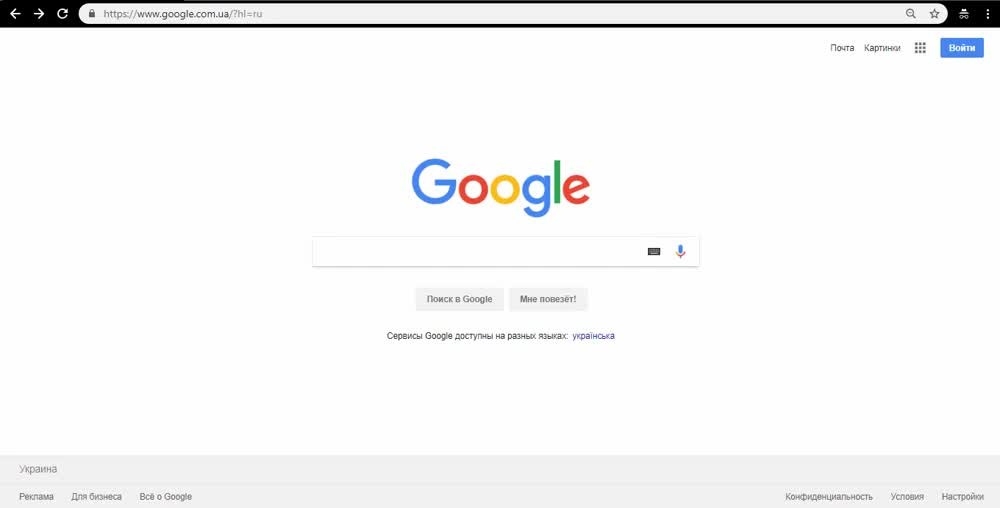 https://www.google.com.ua/?hl=ru
Почта Картинки Войти
Google
Поиск в Google Мне повезёт!
Сервисы Google доступны на разных языках: українська
Украина
Реклама Для бизнеса Всё о Google Конфиденциальность Условия Настройки